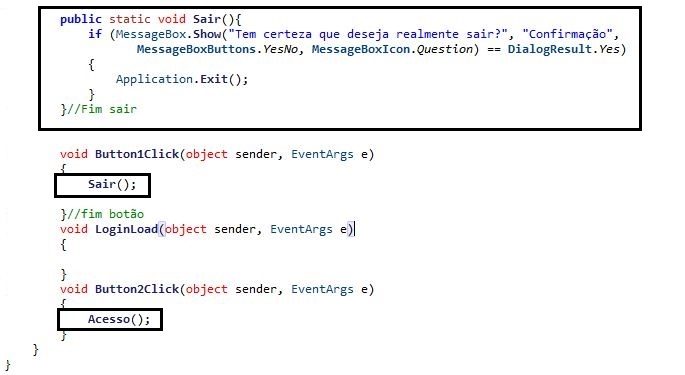 public static void Sair(){
if (MessageBox.Show("Tem certeza que deseja realmente sair?", "Confirmação",
MessageBoxButtons.YesNo, MessageBoxIcon.Question) == DialogResult.Yes)
{
Application.Exit();
}
}//Fim sair
void Button1Click(object sender, EventArgs e)
{
Sair();
}//fim botão
void LoginLoad(object sender, EventArgs e)
{
}
void Button2Click(object sender, EventArgs e)
{
Acesso();
}
}
}